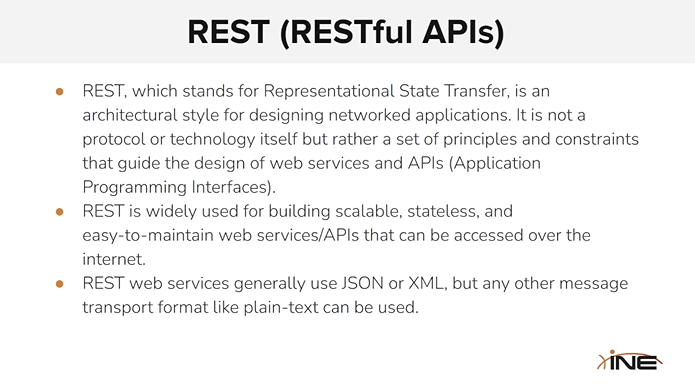 REST (RESTful APIs)
● REST, which stands for Representational State Transfer, is an
architectural style for designing networked applications. It is not a
protocol or technology itself but rather a set of principles and constraints
that guide the design of web services and APIs (Application
Programming Interfaces).
● REST is widely used for building scalable, stateless, and
easy-to-maintain web services/APIs that can be accessed over the
internet.
● REST web services generally use JSON or XML, but any other message
transport format like plain-text can be used.
INE